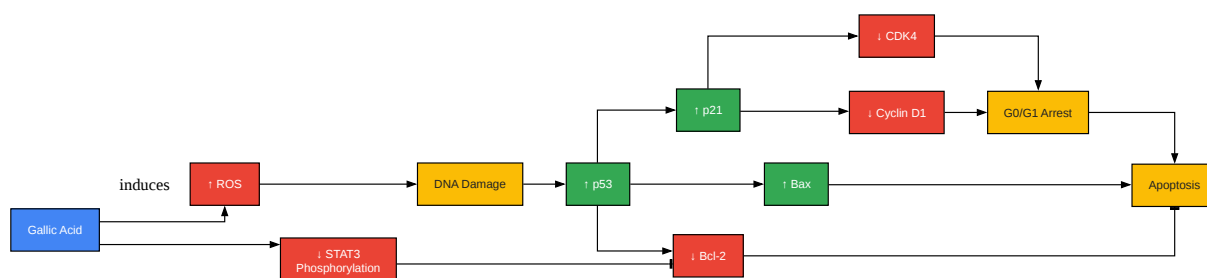 ↓ CDK4
↑ p21
↓ Cyclin D1
G0/G1 Arrest
induces
↑ ROS
DNA Damage
↑ p53
↑ Bax
Apoptosis
Gallic Acid
↓ STAT3
Phosphorylation
↓ Bcl-2